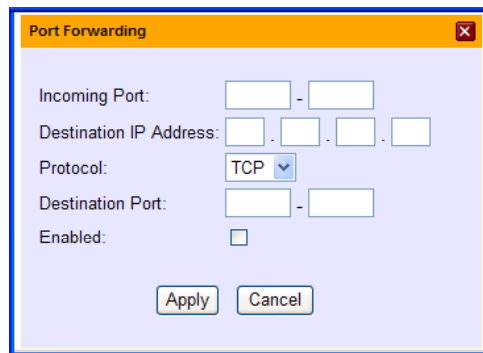 Port Forwarding
Incoming Port: -
Destination IP Address: . . .
Protocol: TCP
Destination Port: -
Enabled:
Apply Cancel